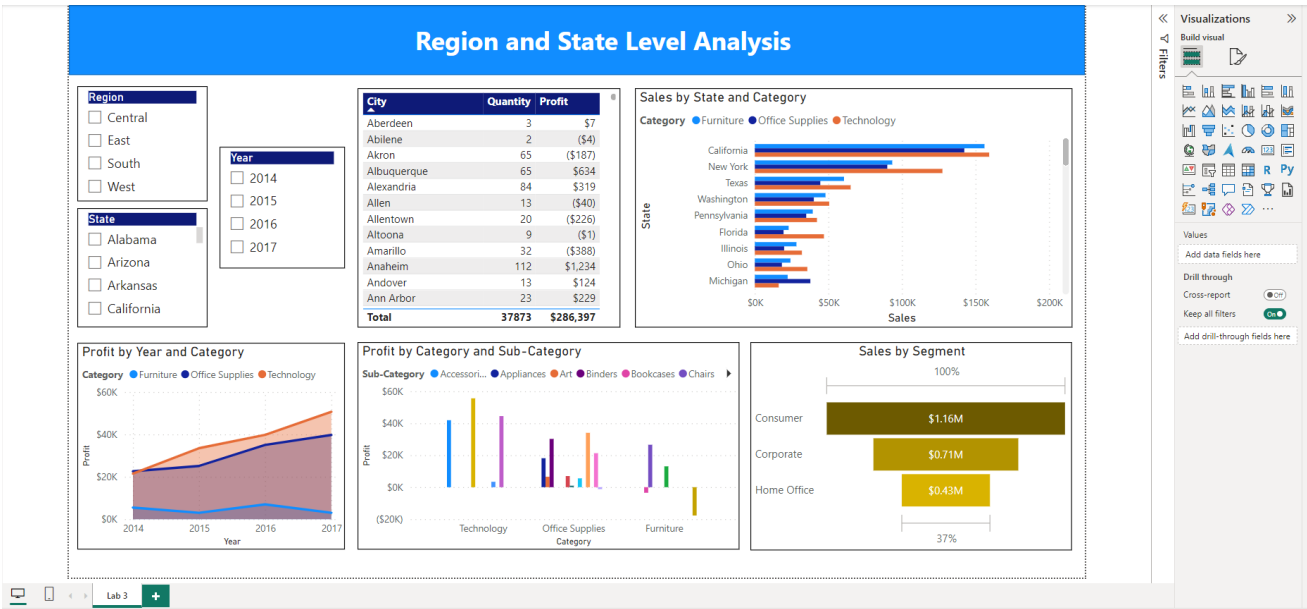 Region and State Level Analysis
Region
Central
East
South
West
State
Alabama
Arizona
Arkansas
California
Year
2014
2015
2016
2017
City Quantity Profit
Aberdeen 3 $7
Abilene 2 ($4)
Akron 65 ($187)
Albuquerque 65 $634
Alexandria 84 $319
Allen 13 ($40)
Allentown 20 ($226)
Altoona 9 ($1)
Amarillo 32 ($388)
Anaheim 112 $1,234
Andover 13 $124
Ann Arbor 23 $229
Total 37873 $286,397
Sales by State and Category
Category Furniture Office Supplies Technology
State
California
New York
Texas
Washington
Pennsylvania
Florida
Illinois
Ohio
Michigan
$0K $50K $100K $150K $200K
Sales
Profit by Year and Category
Category Furniture Office Supplies Technology
Profit
$60K
$40K
$20K
$0K
2014 2015 2016 2017
Year
Profit by Category and Sub-Category
Sub-Category Accessori... Appliances Art Binders Bookcases Chairs
Profit
$60K
$40K
$20K
$0K
($20K)
Technology Office Supplies Furniture
Category
Sales by Segment
100%
Consumer $1.16M
Corporate $0.71M
Home Office $0.43M
37%
Filters
Visualizations
Build visual
123
R Py
Values
Add data fields here
Drill through
Cross-report Off
Keep all filters On
Add drill-through fields here
Lab 3